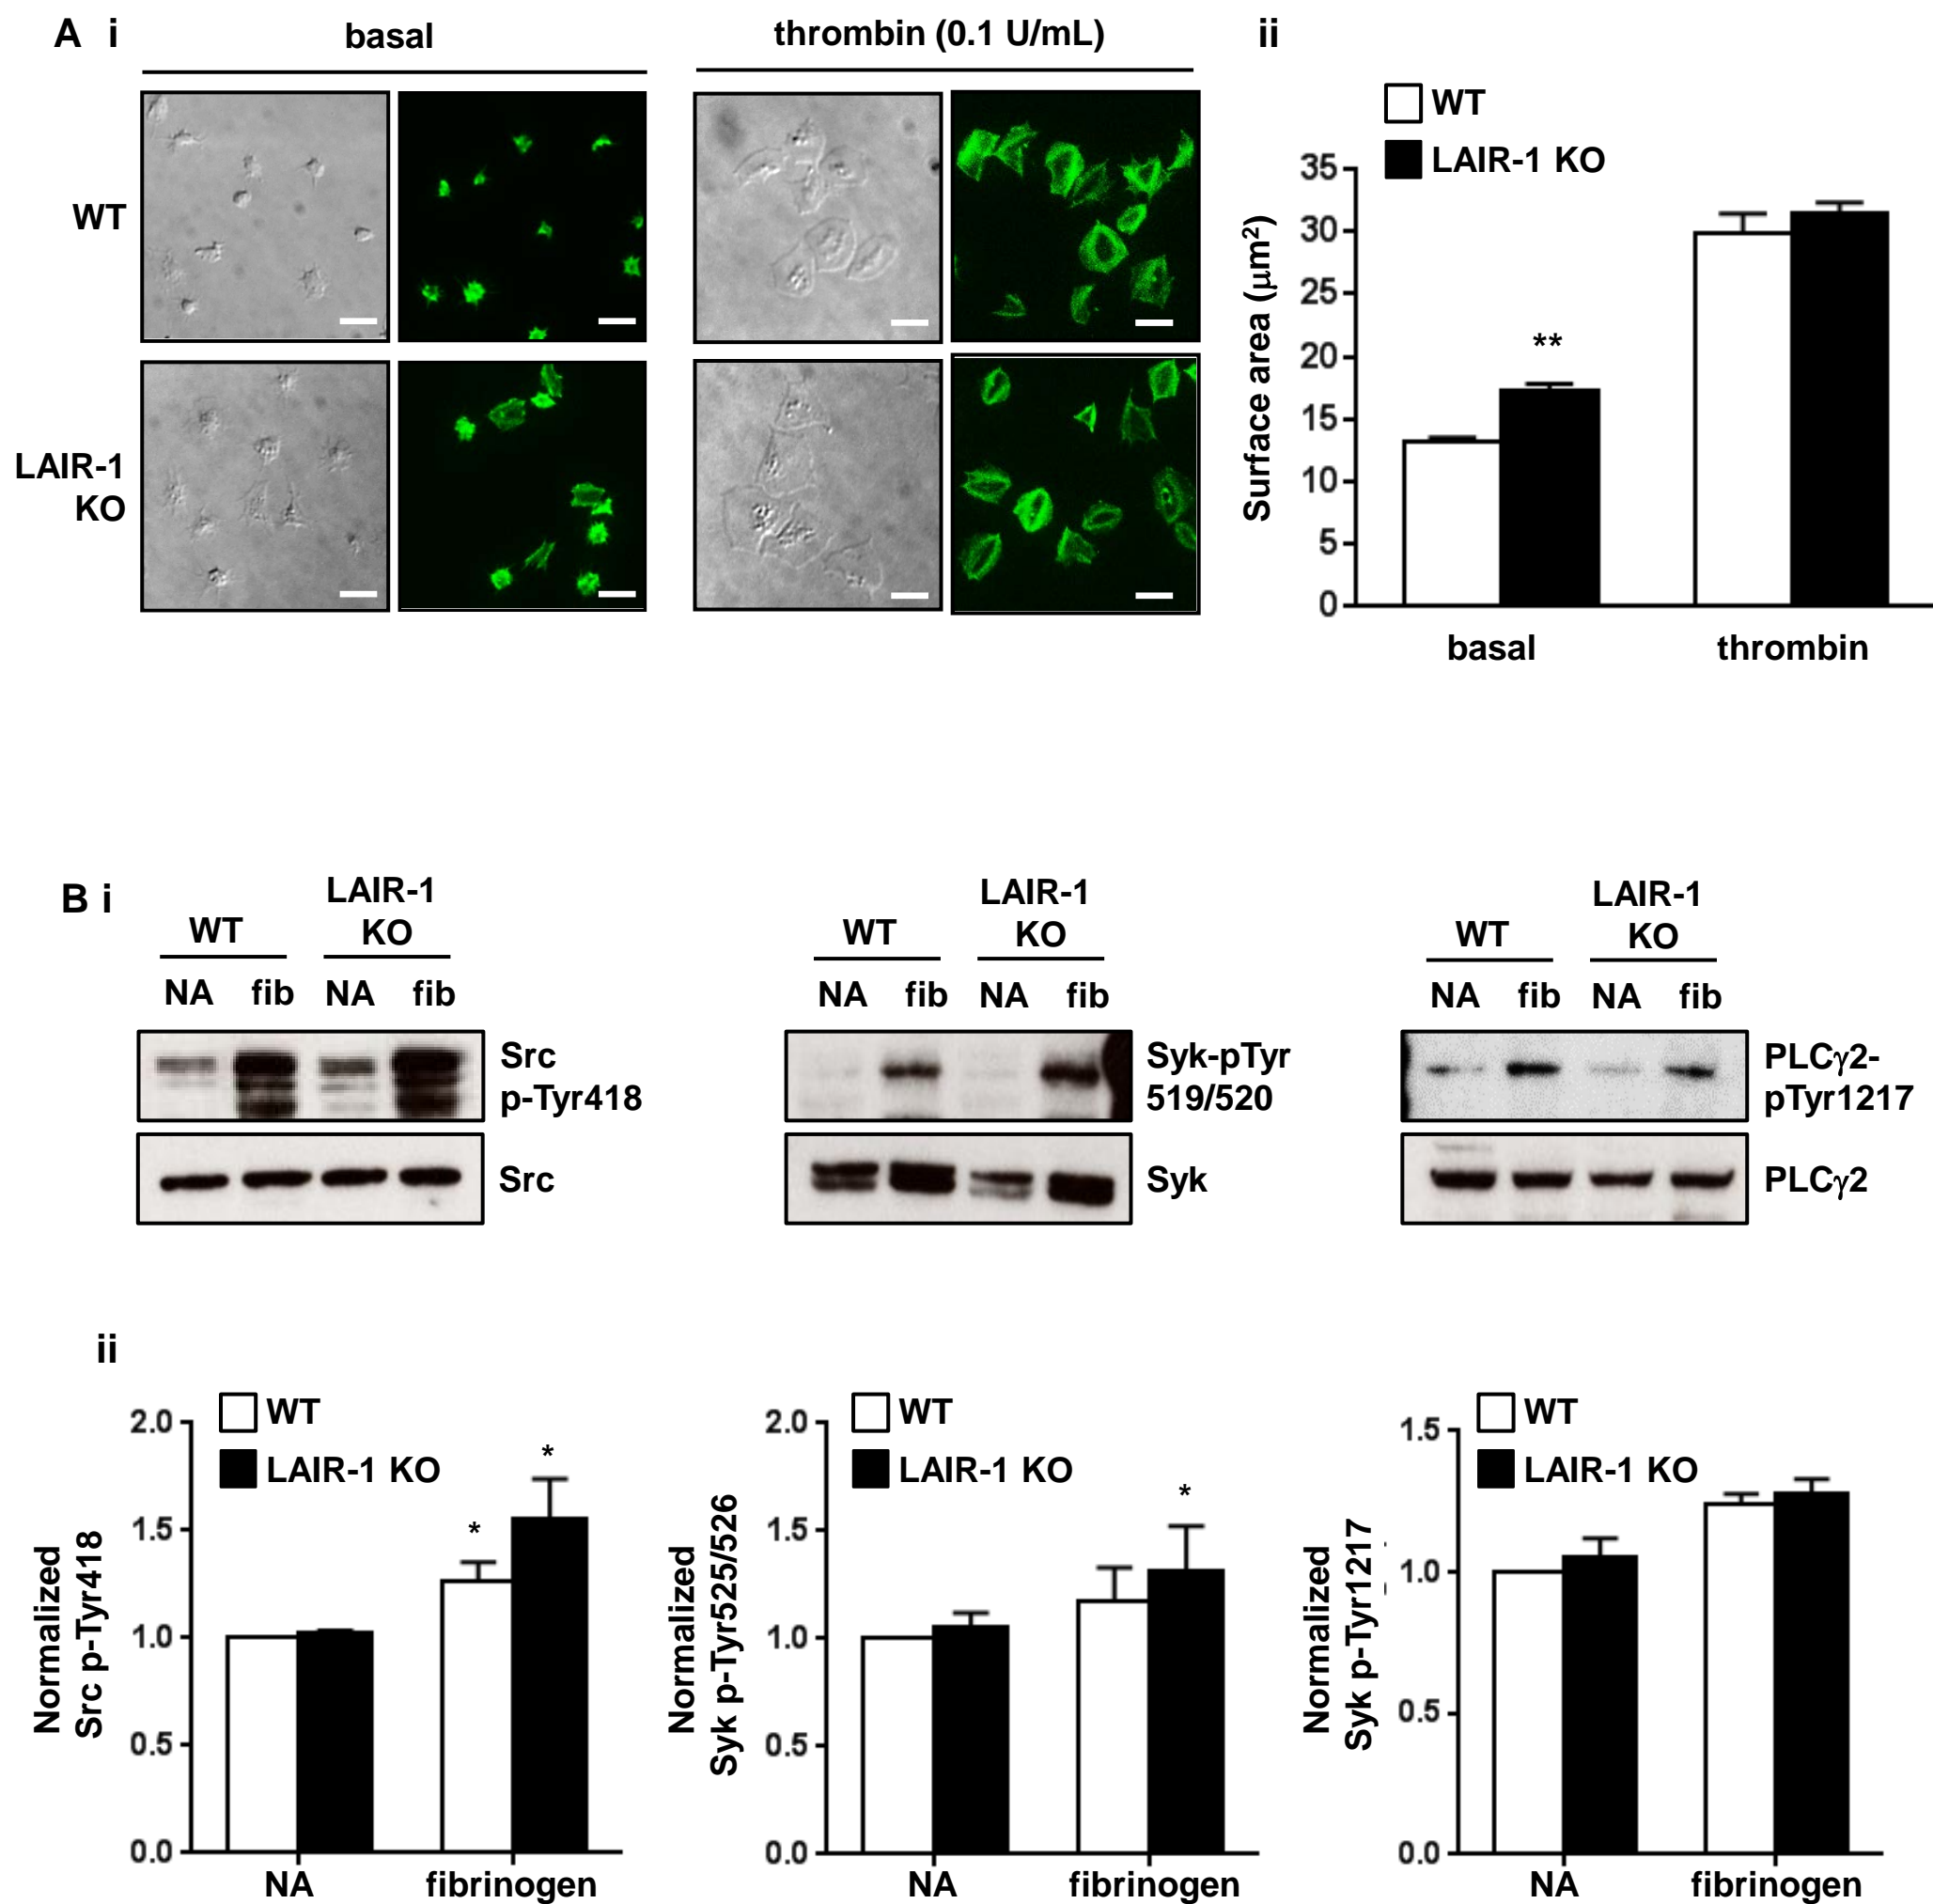 A i
basal
thrombin (0.1 U/mL)
ii
WT
LAIR-1
KO
WT
LAIR-1 KO
Surface area (μm²)
35
30
25
20
15
10
5
0
**
basal
thrombin
B i
WT
LAIR-1
KO
NA fib NA fib
Src
p-Tyr418
Src
WT
LAIR-1
KO
NA fib NA fib
Syk-pTyr
519/520
Syk
WT
LAIR-1
KO
NA fib NA fib
PLCγ2-
pTyr1217
PLCγ2
ii
WT
LAIR-1 KO
Normalized
Src p-Tyr418
2.0
1.5
1.0
0.5
0.0
*
*
NA
fibrinogen
WT
LAIR-1 KO
Normalized
Syk p-Tyr525/526
2.0
1.5
1.0
0.5
0.0
*
NA
fibrinogen
WT
LAIR-1 KO
Normalized
Syk p-Tyr1217
1.5
1.0
0.5
0.0
NA
fibrinogen